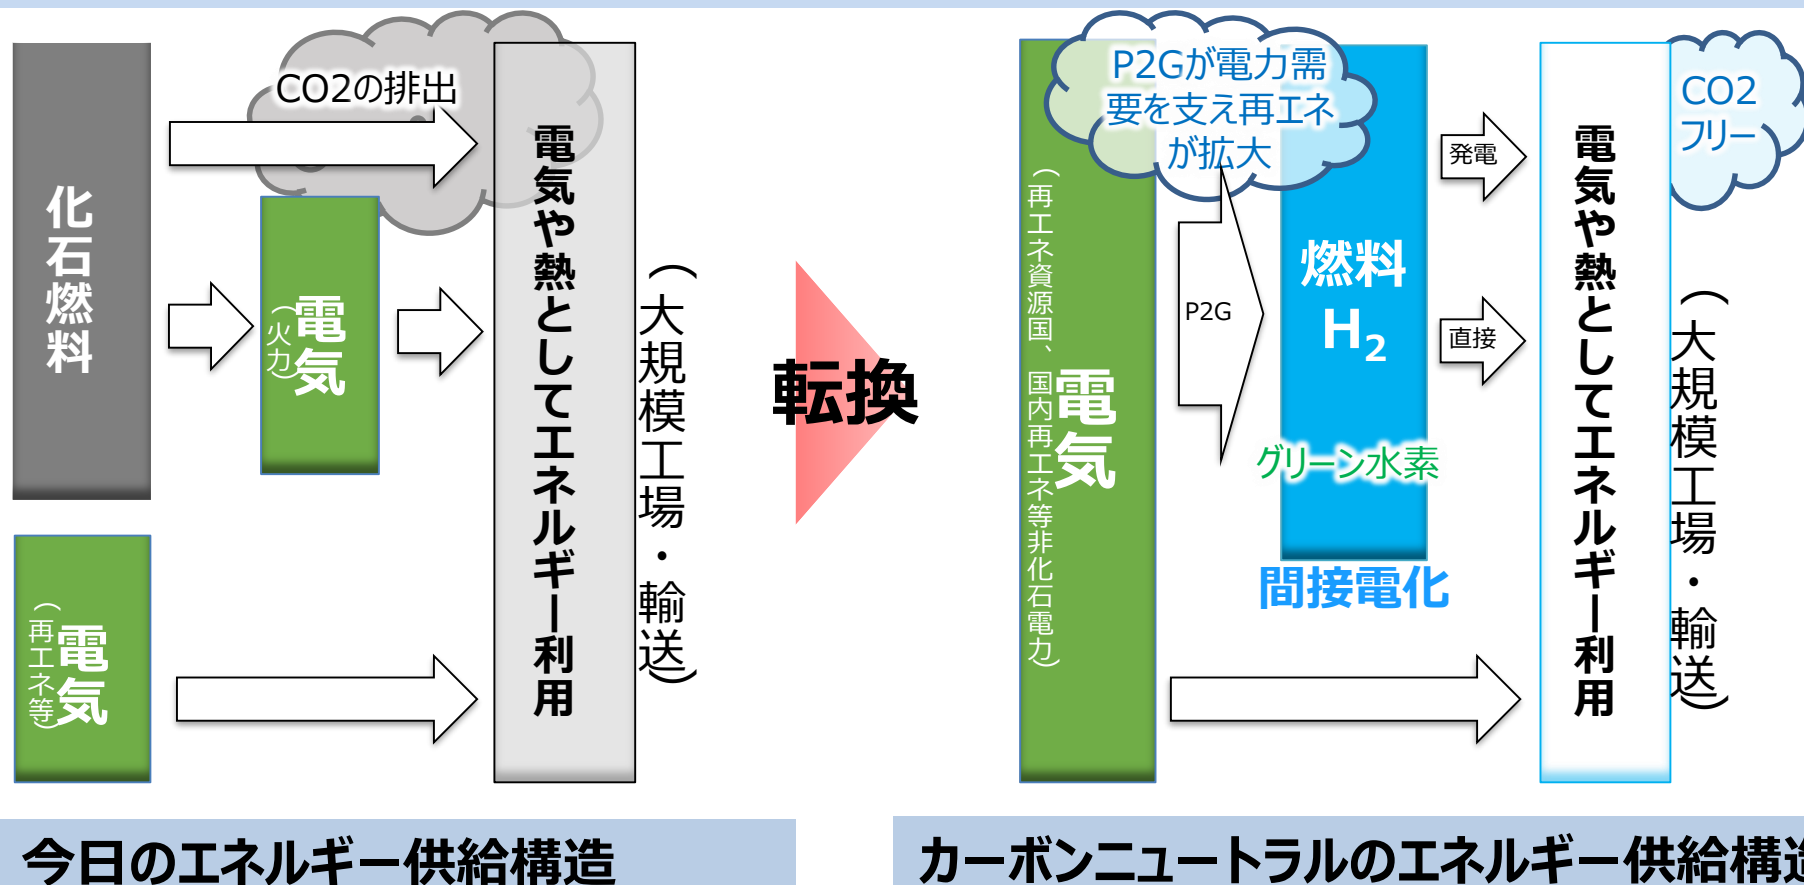 CO2の排出
化石燃料
電気
（火力）
電気
（再エネ等）
電気や熱としてエネルギー利用
（大規模工場・輸送）
転換
P2Gが電力需
要を支え再エネ
が拡大
電気
（再エネ資源国、国内再エネ等非化石電力）
P2G
燃料
H₂
グリーン水素
間接電化
発電
直接
電気や熱としてエネルギー利用
（大規模工場・輸送）
CO2
フリー
今日のエネルギー供給構造
カーボンニュートラルのエネルギー供給構造